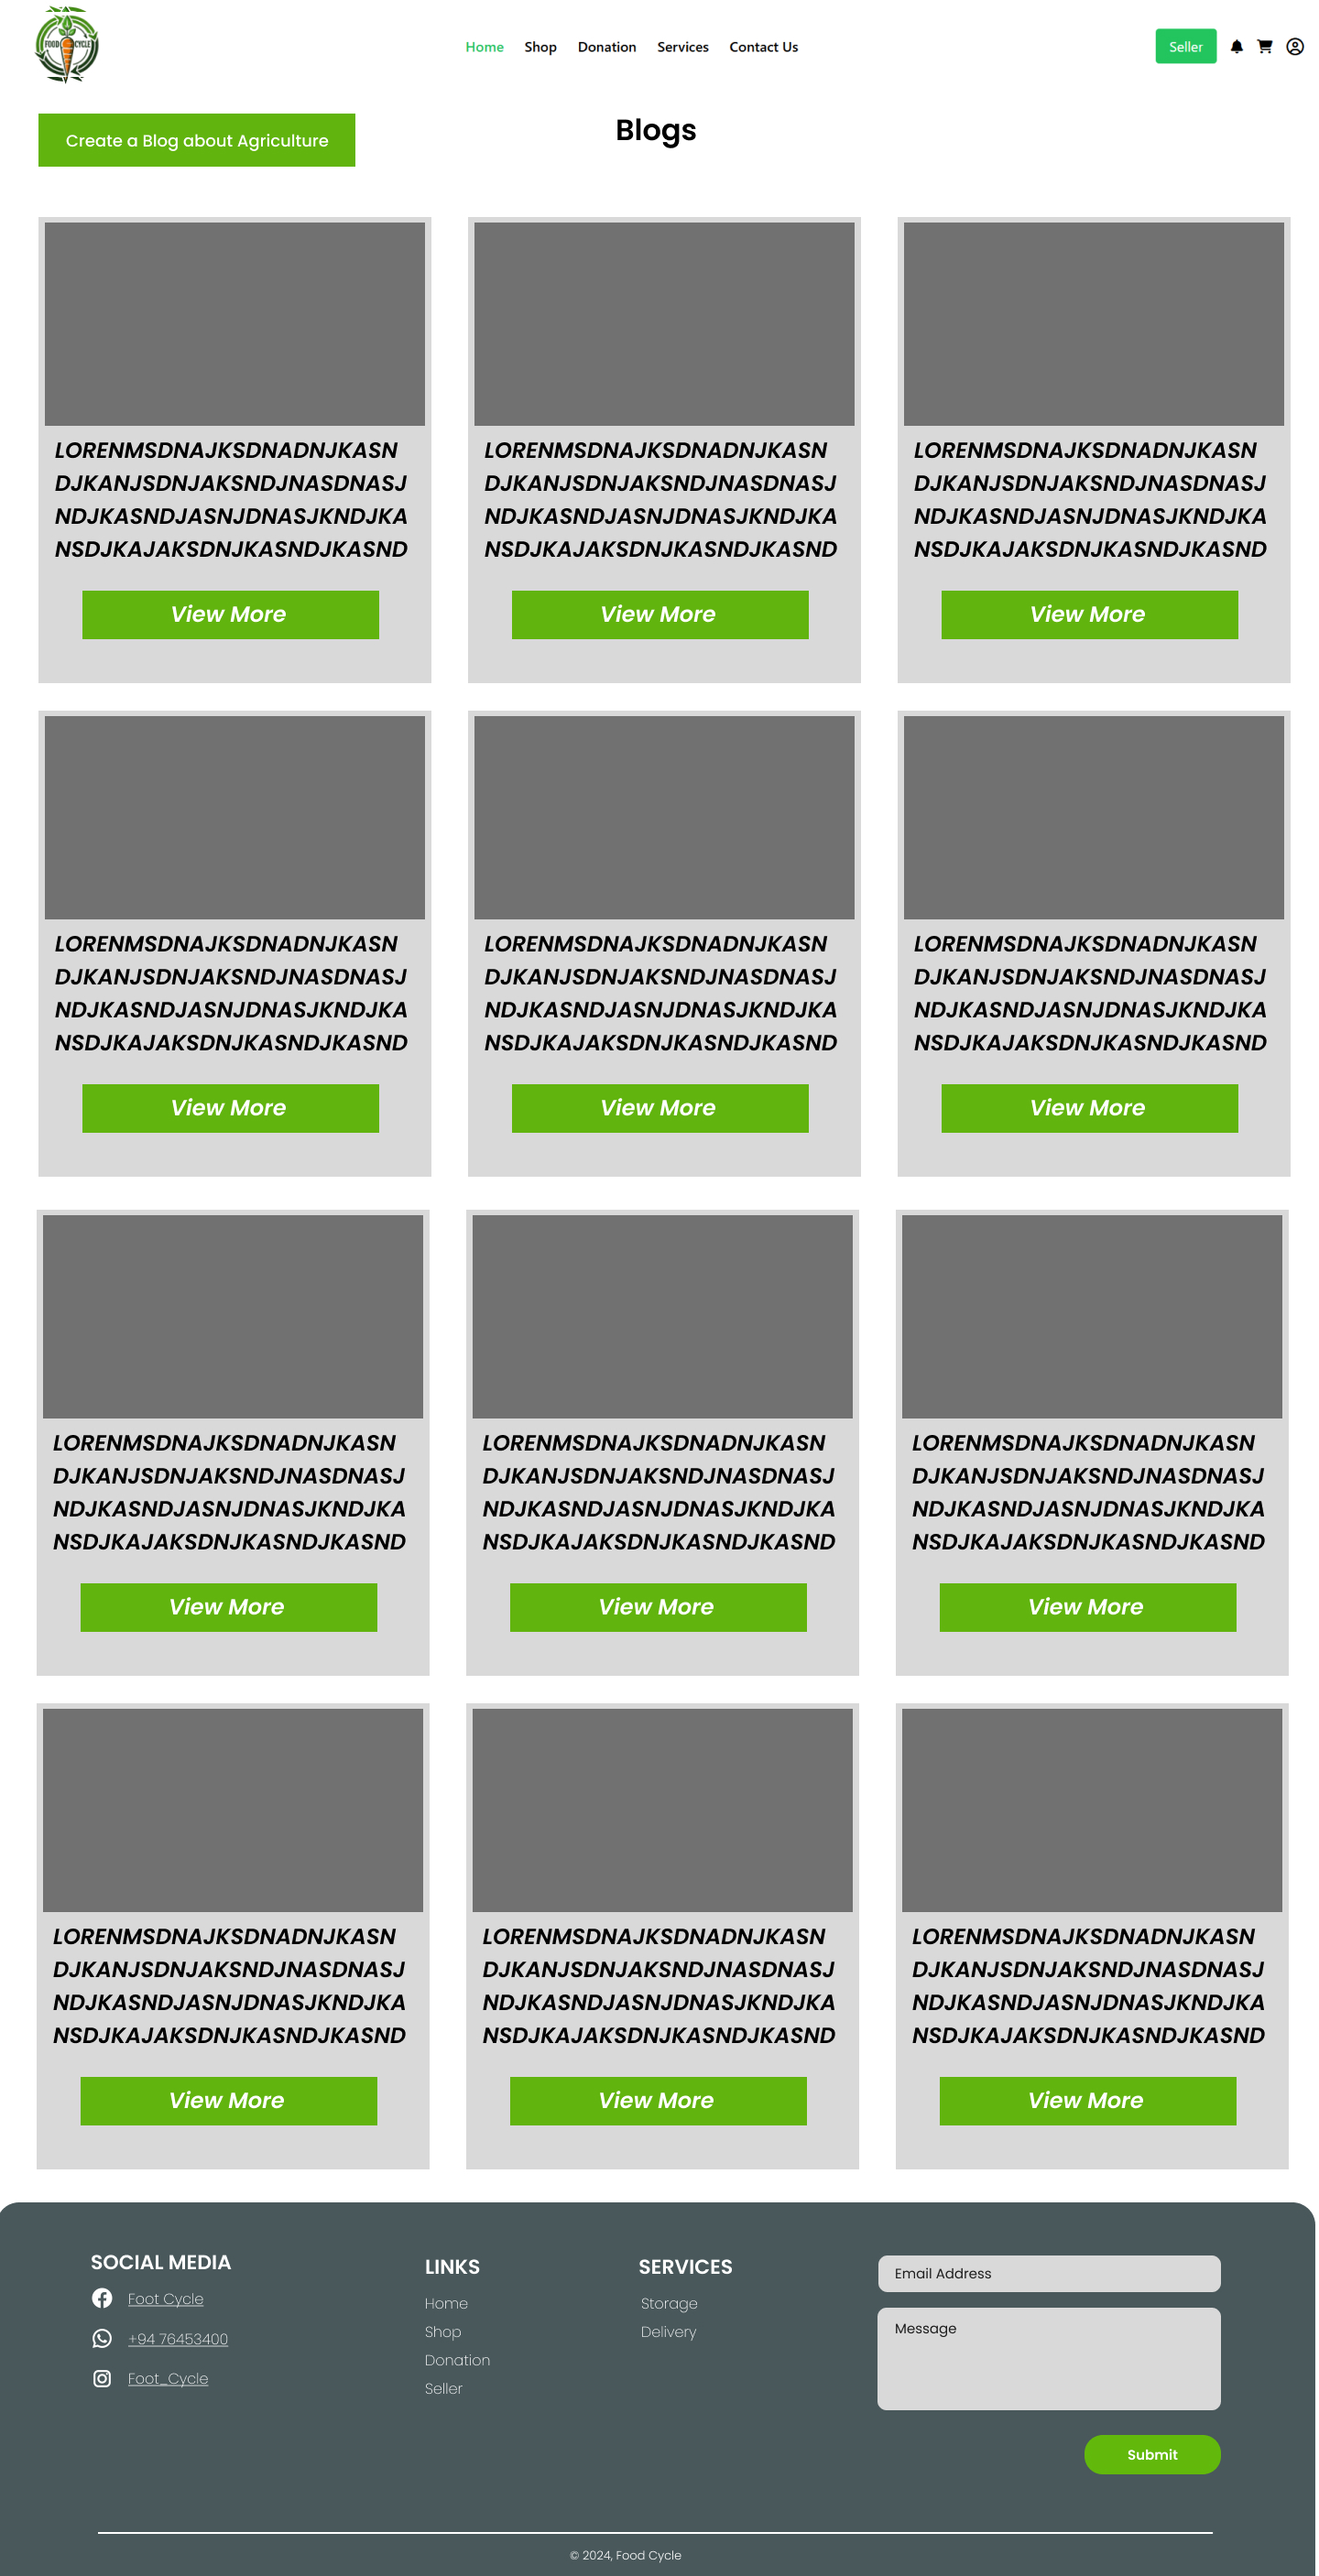 FOOD CYCLE
Home Shop Donation Services Contact Us
Seller
Create a Blog about Agriculture
Blogs
LORENMSDNAJKSDNADNJKASN
DJKANJSDNJAKSNDJNASDNASJ
NDJKASNDJASNJDNASJKNDJKA
NSDJKAJAKSDNJKASNDJKASND
View More
LORENMSDNAJKSDNADNJKASN
DJKANJSDNJAKSNDJNASDNASJ
NDJKASNDJASNJDNASJKNDJKA
NSDJKAJAKSDNJKASNDJKASND
View More
LORENMSDNAJKSDNADNJKASN
DJKANJSDNJAKSNDJNASDNASJ
NDJKASNDJASNJDNASJKNDJKA
NSDJKAJAKSDNJKASNDJKASND
View More
LORENMSDNAJKSDNADNJKASN
DJKANJSDNJAKSNDJNASDNASJ
NDJKASNDJASNJDNASJKNDJKA
NSDJKAJAKSDNJKASNDJKASND
View More
LORENMSDNAJKSDNADNJKASN
DJKANJSDNJAKSNDJNASDNASJ
NDJKASNDJASNJDNASJKNDJKA
NSDJKAJAKSDNJKASNDJKASND
View More
LORENMSDNAJKSDNADNJKASN
DJKANJSDNJAKSNDJNASDNASJ
NDJKASNDJASNJDNASJKNDJKA
NSDJKAJAKSDNJKASNDJKASND
View More
LORENMSDNAJKSDNADNJKASN
DJKANJSDNJAKSNDJNASDNASJ
NDJKASNDJASNJDNASJKNDJKA
NSDJKAJAKSDNJKASNDJKASND
View More
LORENMSDNAJKSDNADNJKASN
DJKANJSDNJAKSNDJNASDNASJ
NDJKASNDJASNJDNASJKNDJKA
NSDJKAJAKSDNJKASNDJKASND
View More
LORENMSDNAJKSDNADNJKASN
DJKANJSDNJAKSNDJNASDNASJ
NDJKASNDJASNJDNASJKNDJKA
NSDJKAJAKSDNJKASNDJKASND
View More
LORENMSDNAJKSDNADNJKASN
DJKANJSDNJAKSNDJNASDNASJ
NDJKASNDJASNJDNASJKNDJKA
NSDJKAJAKSDNJKASNDJKASND
View More
LORENMSDNAJKSDNADNJKASN
DJKANJSDNJAKSNDJNASDNASJ
NDJKASNDJASNJDNASJKNDJKA
NSDJKAJAKSDNJKASNDJKASND
View More
LORENMSDNAJKSDNADNJKASN
DJKANJSDNJAKSNDJNASDNASJ
NDJKASNDJASNJDNASJKNDJKA
NSDJKAJAKSDNJKASNDJKASND
View More
SOCIAL MEDIA
Foot Cycle
+94 76453400
Foot_Cycle
LINKS
Home
Shop
Donation
Seller
SERVICES
Storage
Delivery
Email Address
Message
Submit
© 2024, Food Cycle